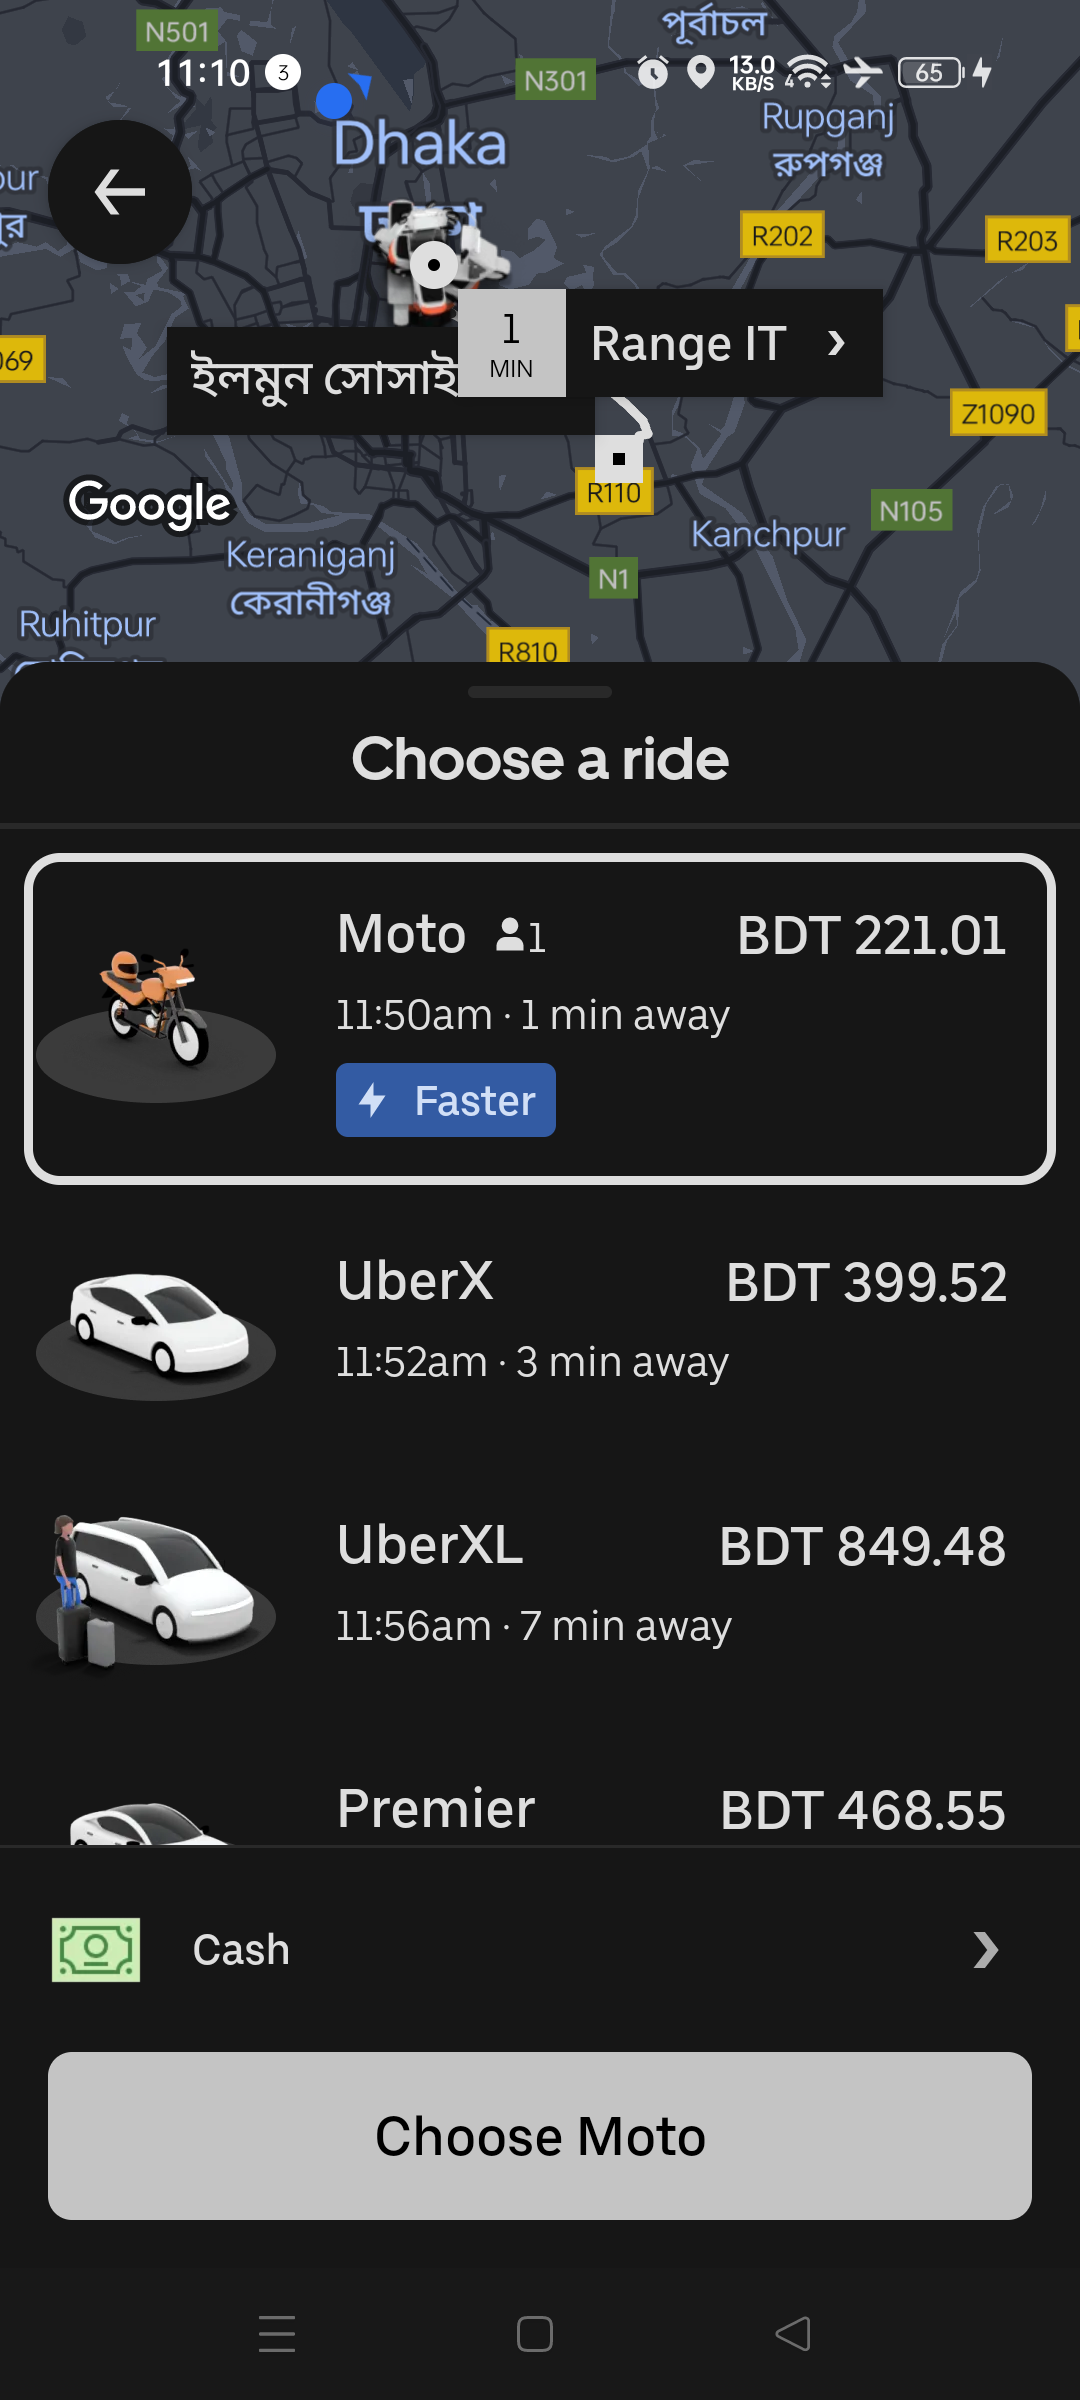 N501
পূর্বাচল
11:10 3
N301
13.0
KB/S
4
65
Dhaka
Rupganj
রুপগঞ্জ
R202
R203
1
MIN
Range IT
ইলমুন সোসাই
Z1090
R110
Google
N105
Kanchpur
Keraniganj
কেরানীগঞ্জ
N1
Ruhitpur
R810
Choose a ride
Moto 1 BDT 221.01
11:50am · 1 min away
Faster
UberX BDT 399.52
11:52am · 3 min away
UberXL BDT 849.48
11:56am · 7 min away
Premier BDT 468.55
Cash
Choose Moto